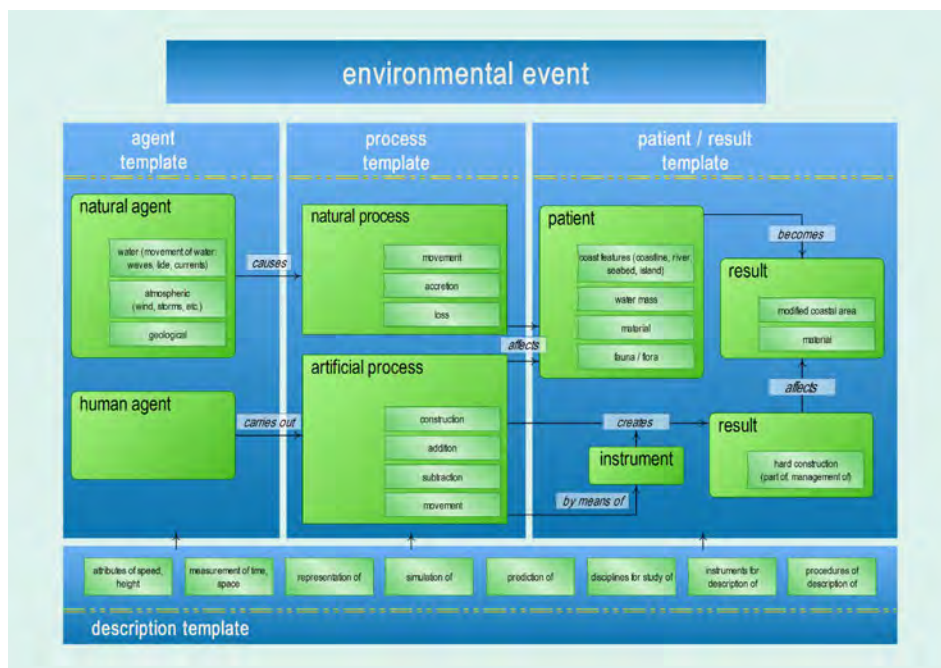 environmental event
agent
template
process
template
patient / result
template
natural agent
water (movement of water:
waves, tide, currents)
atmospheric
(wind, storms, etc.)
geological
human agent
causes
carries out
natural process
movement
accretion
loss
artificial process
construction
addition
subtraction
movement
affects
patient
coast features (coastline, river,
seabed, island)
water mass
material
fauna / flora
becomes
result
modified coastal area
material
affects
creates
instrument
by means of
result
hard construction
(part of, management of)
attributes of speed,
height
measurement of time,
space
representation of
simulation of
prediction of
disciplines for study of
instruments for
description of
procedures of
description of
description template